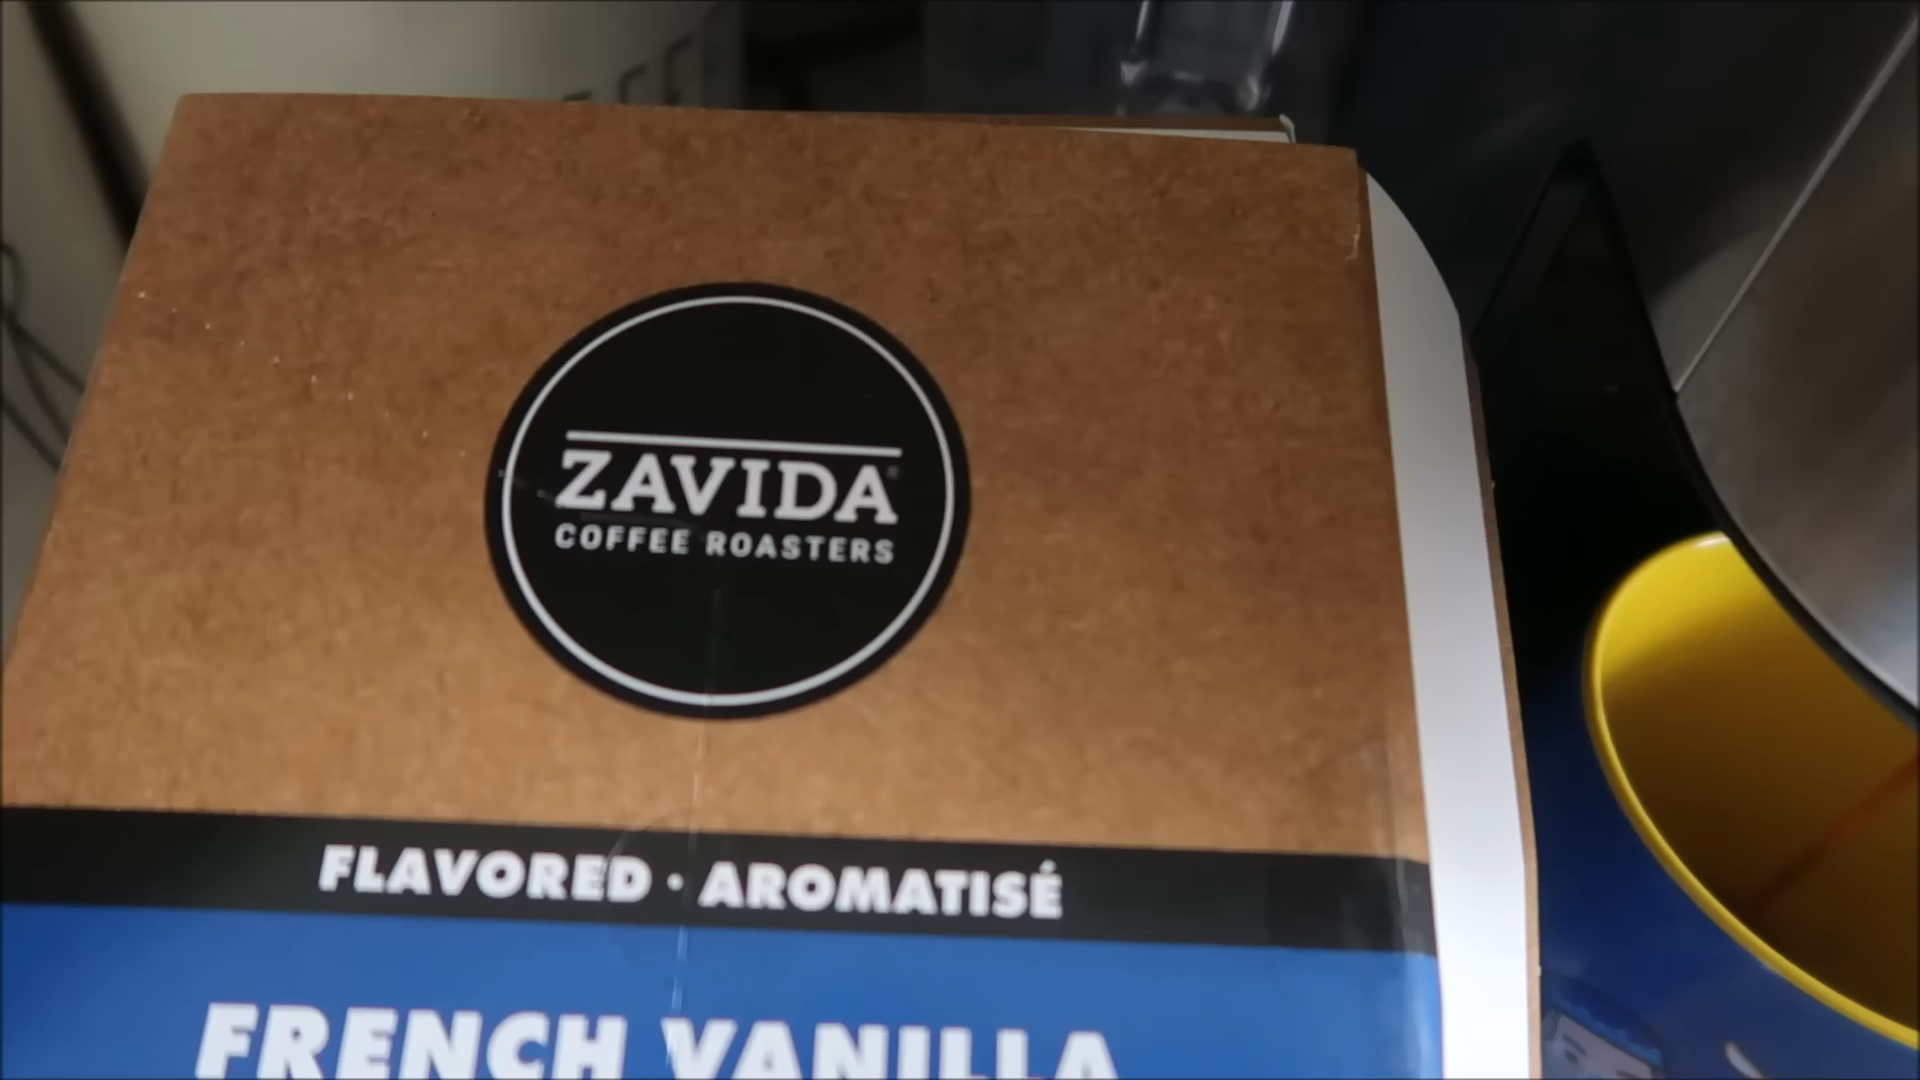 ZAVIDA
COFFEE ROASTERS
FLAVORED · AROMATISÉ
FRENCH VANILLA